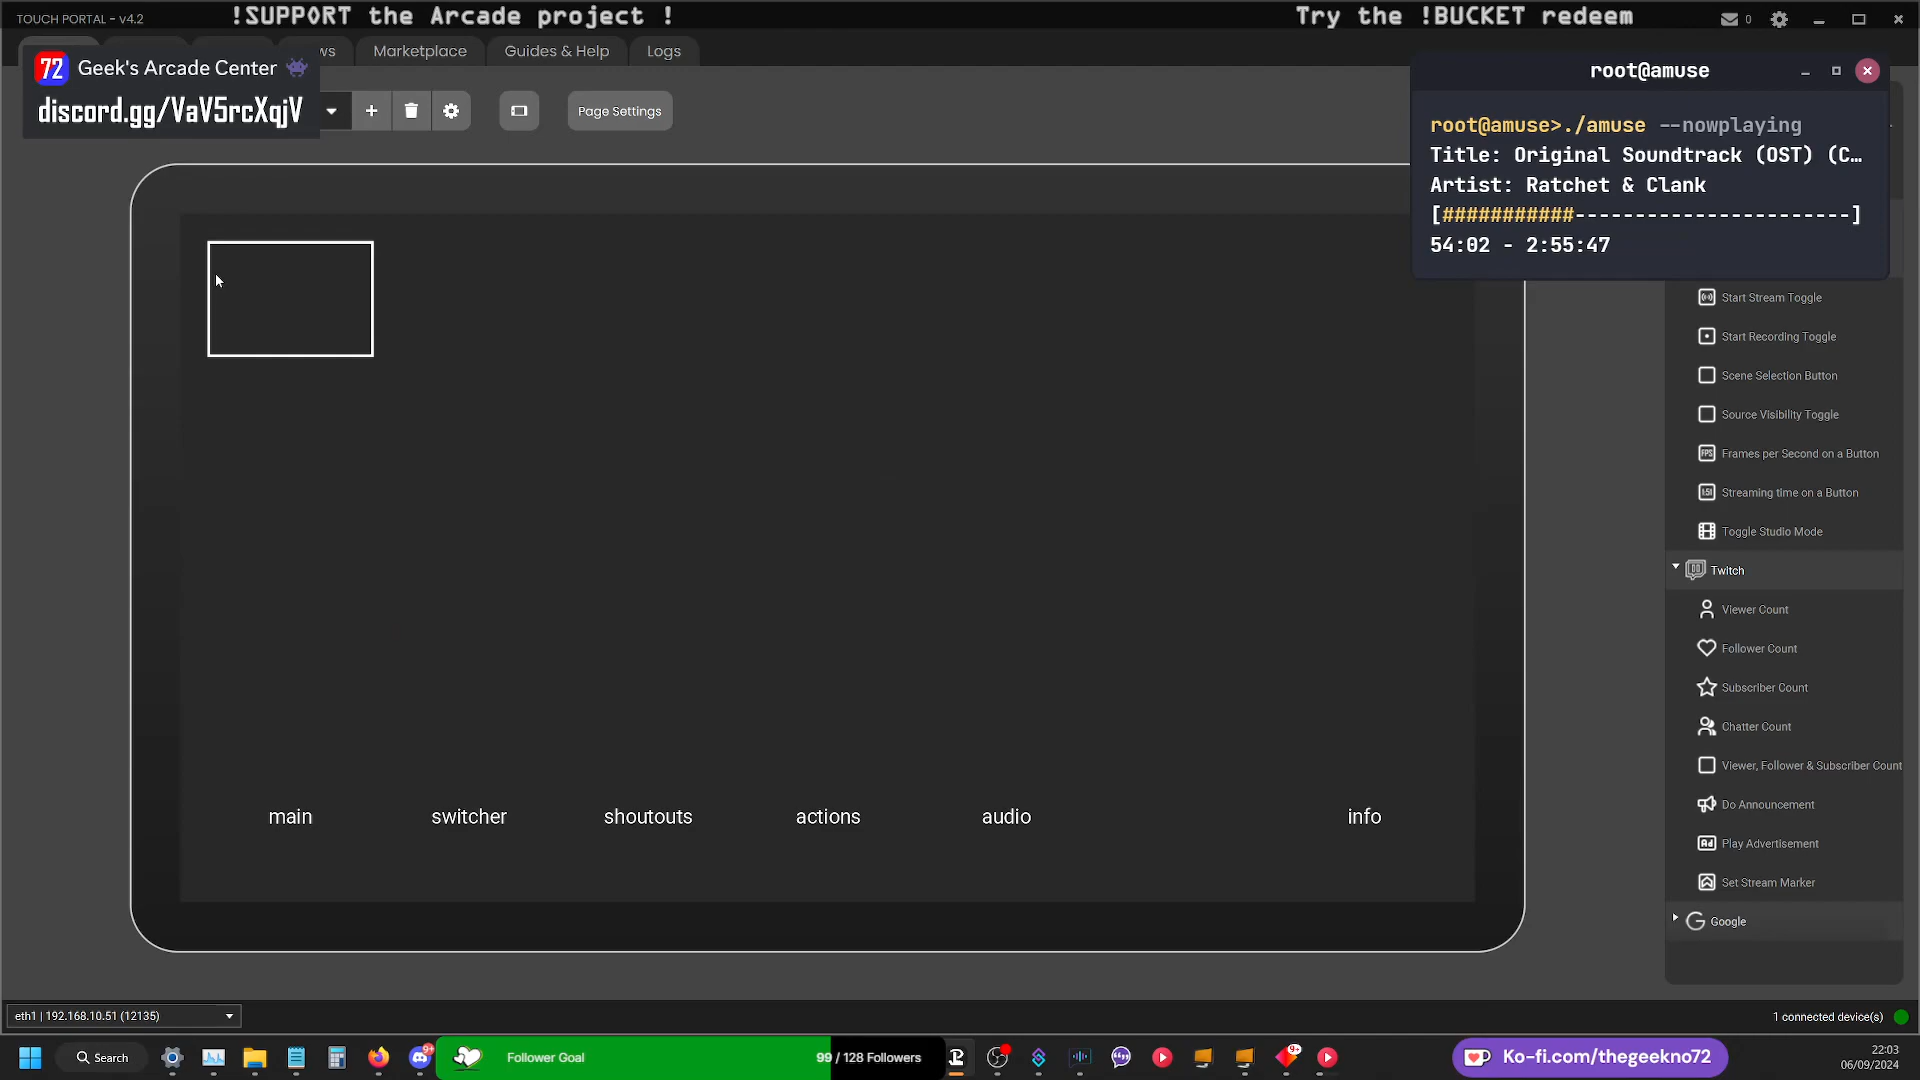 TOUCH PORTAL - v4.2
!SUPPORT the Arcade project !
Try the !BUCKET redeem
0
ws
Marketplace
Guides & Help
Logs
72 Geek's Arcade Center
discord.gg/VaV5rcXqjV
Page Settings
root@amuse
root@amuse>./amuse --nowplaying
Title: Original Soundtrack (OST) (C…
Artist: Ratchet & Clank
[###########-----------------------]
54:02 - 2:55:47
Start Stream Toggle
Start Recording Toggle
Scene Selection Button
Source Visibility Toggle
FPS Frames per Second on a Button
Streaming time on a Button
Toggle Studio Mode
Twitch
Viewer Count
Follower Count
Subscriber Count
Chatter Count
Viewer, Follower & Subscriber Count
Do Announcement
Ad Play Advertisement
Set Stream Marker
Google
main
switcher
shoutouts
actions
audio
info
eth1 | 192.168.10.51 (12135)
1 connected device(s)
Search
9+
Follower Goal
99 / 128 Followers
9+
Ko-fi.com/thegeekno72
22:03
06/09/2024